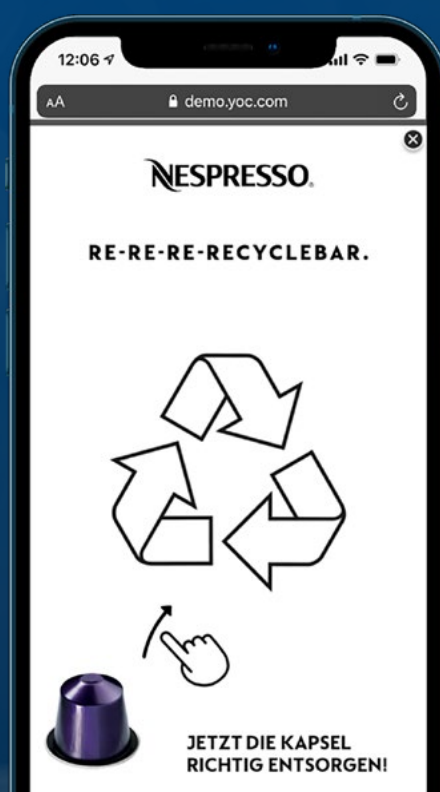 12:06
AA demo.yoc.com
NESPRESSO.
RE-RE-RE-RECYCLEBAR.
JETZT DIE KAPSEL
RICHTIG ENTSORGEN!